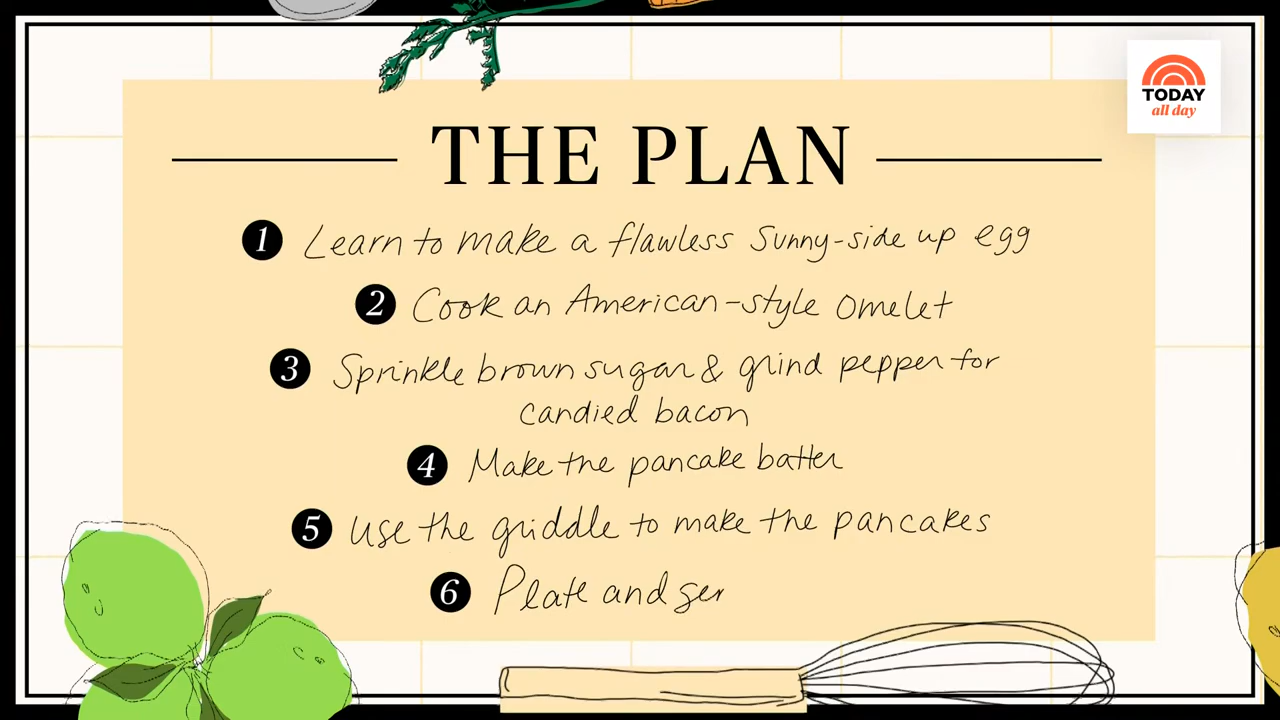 TODAY
all day
THE PLAN
1 Learn to make a flawless sunny-side up egg
2 Cook an American-style omelet
3 Sprinkle brown sugar & grind pepper for
candied bacon
4 Make the pancake batter
5 Use the griddle to make the pancakes
6 Plate and ser